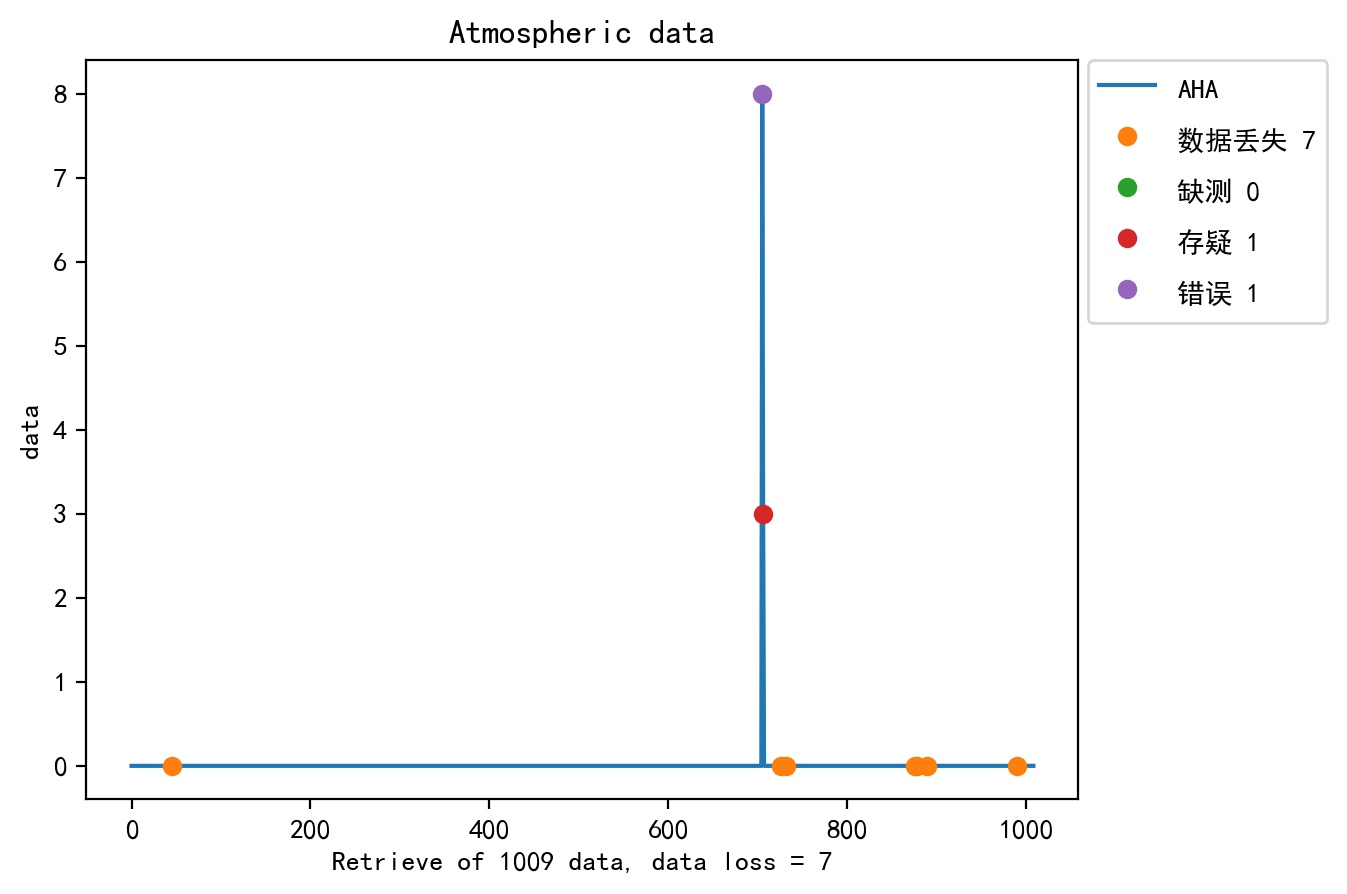 Atmospheric data
8
7
6
5
4
3
2
1
0
data
0 200 400 600 800 1000
Retrieve of 1009 data, data loss = 7
AHA
数据丢失 7
缺测 0
存疑 1
错误 1